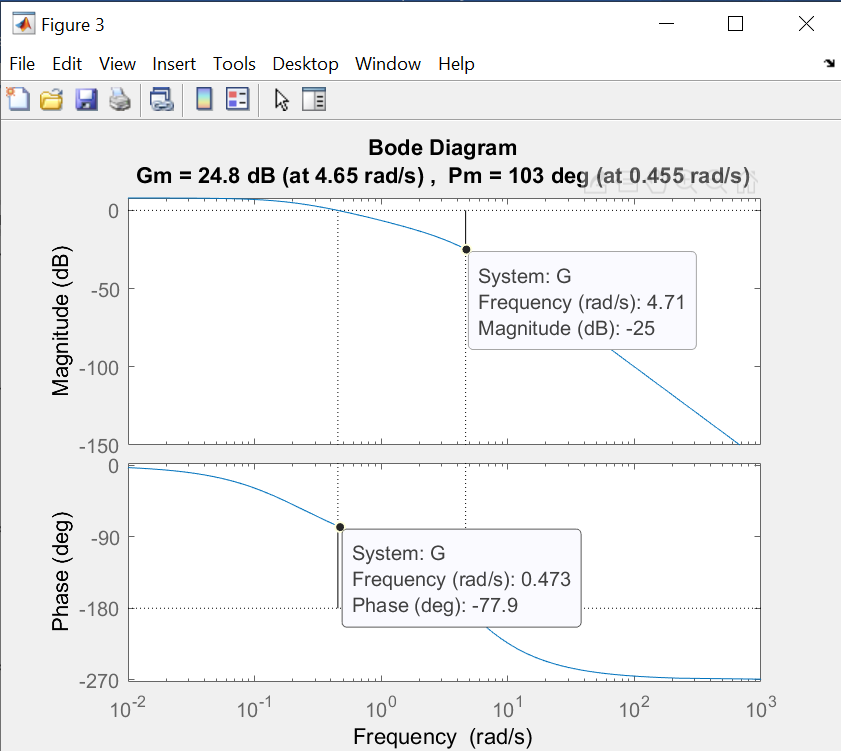 Figure 3
File Edit View Insert Tools Desktop Window Help
Bode Diagram
Gm = 24.8 dB (at 4.65 rad/s) , Pm = 103 deg (at 0.455 rad/s)
Magnitude (dB)
0
-50
-100
-150
System: G
Frequency (rad/s): 4.71
Magnitude (dB): -25
Phase (deg)
0
-90
-180
-270
System: G
Frequency (rad/s): 0.473
Phase (deg): -77.9
10⁻² 10⁻¹ 10⁰ 10¹ 10² 10³
Frequency (rad/s)